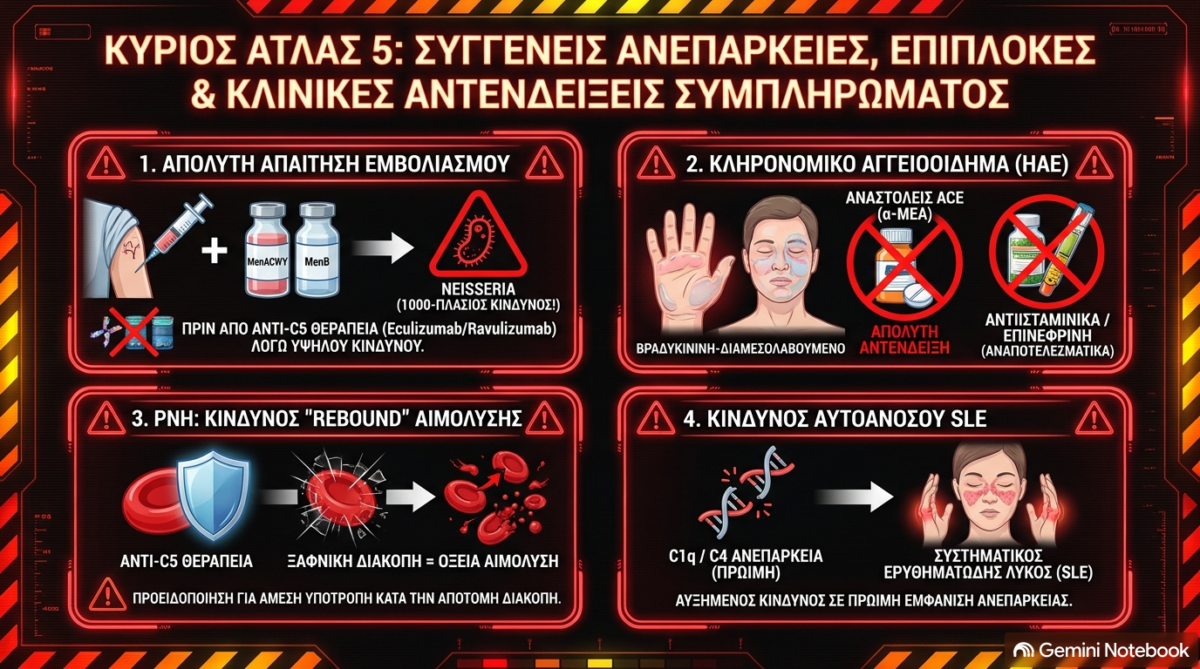 ΚΥΡΙΟΣ ΑΤΛΑΣ 5: ΣΥΓΓΕΝΕΙΣ ΑΝΕΠΑΡΚΕΙΕΣ, ΕΠΙΠΛΟΚΕΣ
& ΚΛΙΝΙΚΕΣ ΑΝΤΕΝΔΕΙΞΕΙΣ ΣΥΜΠΛΗΡΩΜΑΤΟΣ
1. ΑΠΟΛΥΤΗ ΑΠΑΙΤΗΣΗ ΕΜΒΟΛΙΑΣΜΟΥ
MenACWY
MenB
NEISSERIA
(1000-ΠΛΑΣΙΟΣ ΚΙΝΔΥΝΟΣ!)
ΠΡΙΝ ΑΠΟ ANTI-C5 ΘΕΡΑΠΕΙΑ (Eculizumab/Ravulizumab)
ΛΟΓΩ ΥΨΗΛΟΥ ΚΙΝΔΥΝΟΥ.
2. ΚΛΗΡΟΝΟΜΙΚΟ ΑΓΓΕΙΟΟΙΔΗΜΑ (HAE)
ΑΝΑΣΤΟΛΕΙΣ ACE
(α-ΜΕΑ)
ΒΡΑΔΥΚΙΝΙΝΗ-ΔΙΑΜΕΣΟΛΑΒΟΥΜΕΝΟ
ΑΠΟΛΥΤΗ
ΑΝΤΕΝΔΕΙΞΗ
ΑΝΤΙΙΣΤΑΜΙΝΙΚΑ /
ΕΠΙΝΕΦΡΙΝΗ
(ΑΝΑΠΟΤΕΛΕΖΜΑΤΙΚΑ)
3. PNH: ΚΙΝΔΥΝΟΣ "REBOUND" ΑΙΜΟΛΥΣΗΣ
ANTI-C5 ΘΕΡΑΠΕΙΑ
ΞΑΦΝΙΚΗ ΔΙΑΚΟΠΗ = ΟΞΕΙΑ ΑΙΜΟΛΥΣΗ
ΠΡΟΕΙΔΟΠΟΙΗΣΗ ΓΙΑ ΑΜΕΣΗ ΥΠΟΤΡΟΠΗ ΚΑΤΑ ΤΗΝ ΑΠΟΤΟΜΗ ΔΙΑΚΟΠΗ.
4. ΚΙΝΔΥΝΟΣ ΑΥΤΟΑΝΟΣΟΥ SLE
C1q / C4 ΑΝΕΠΑΡΚΕΙΑ
(ΠΡΩΙΜΗ)
ΣΥΣΤΗΜΑΤΙΚΟΣ
ΕΡΥΘΗΜΑΤΩΔΗΣ ΛΥΚΟΣ (SLE)
ΑΥΞΗΜΕΝΟΣ ΚΙΝΔΥΝΟΣ ΣΕ ΠΡΩΙΜΗ ΕΜΦΑΝΙΣΗ ΑΝΕΠΑΡΚΕΙΑΣ.
Gemini Notebook